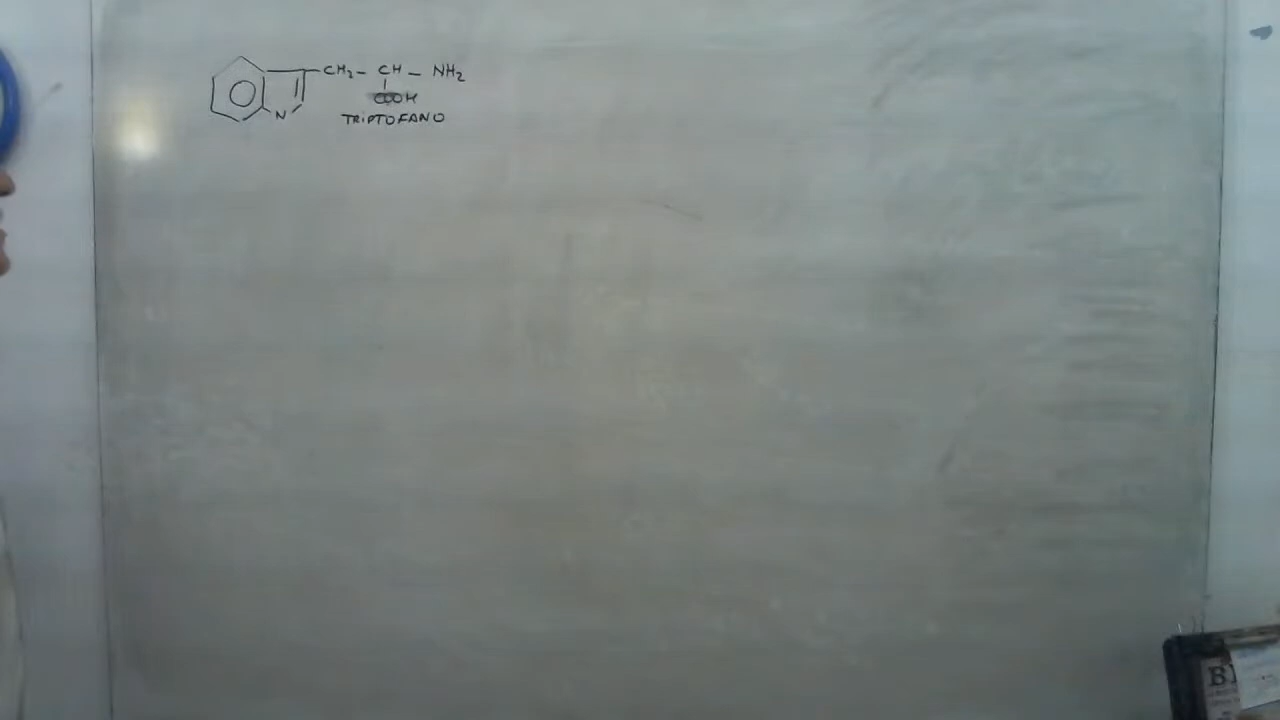 CH₂ - CH - NH₂
COOH
N
TRIPTOFANO